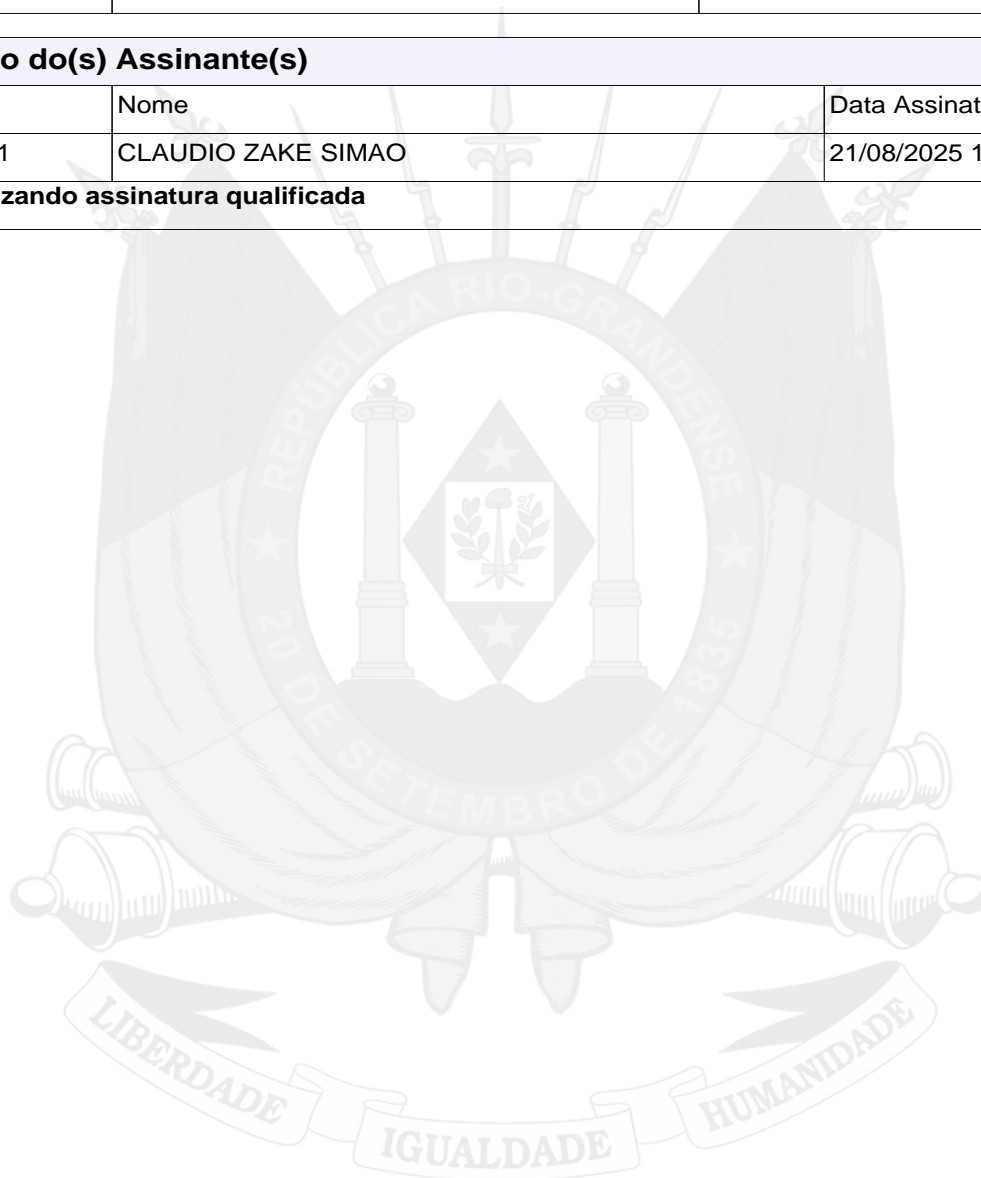 o do(s) Assinante(s)
Nome Data Assinat
1 CLAUDIO ZAKE SIMAO 21/08/2025 1
zando assinatura qualificada
REPÚBLICA RIO-GRANDENSE
20 DE SETEMBRO DE 1835
LIBERDADE IGUALDADE HUMANIDADE